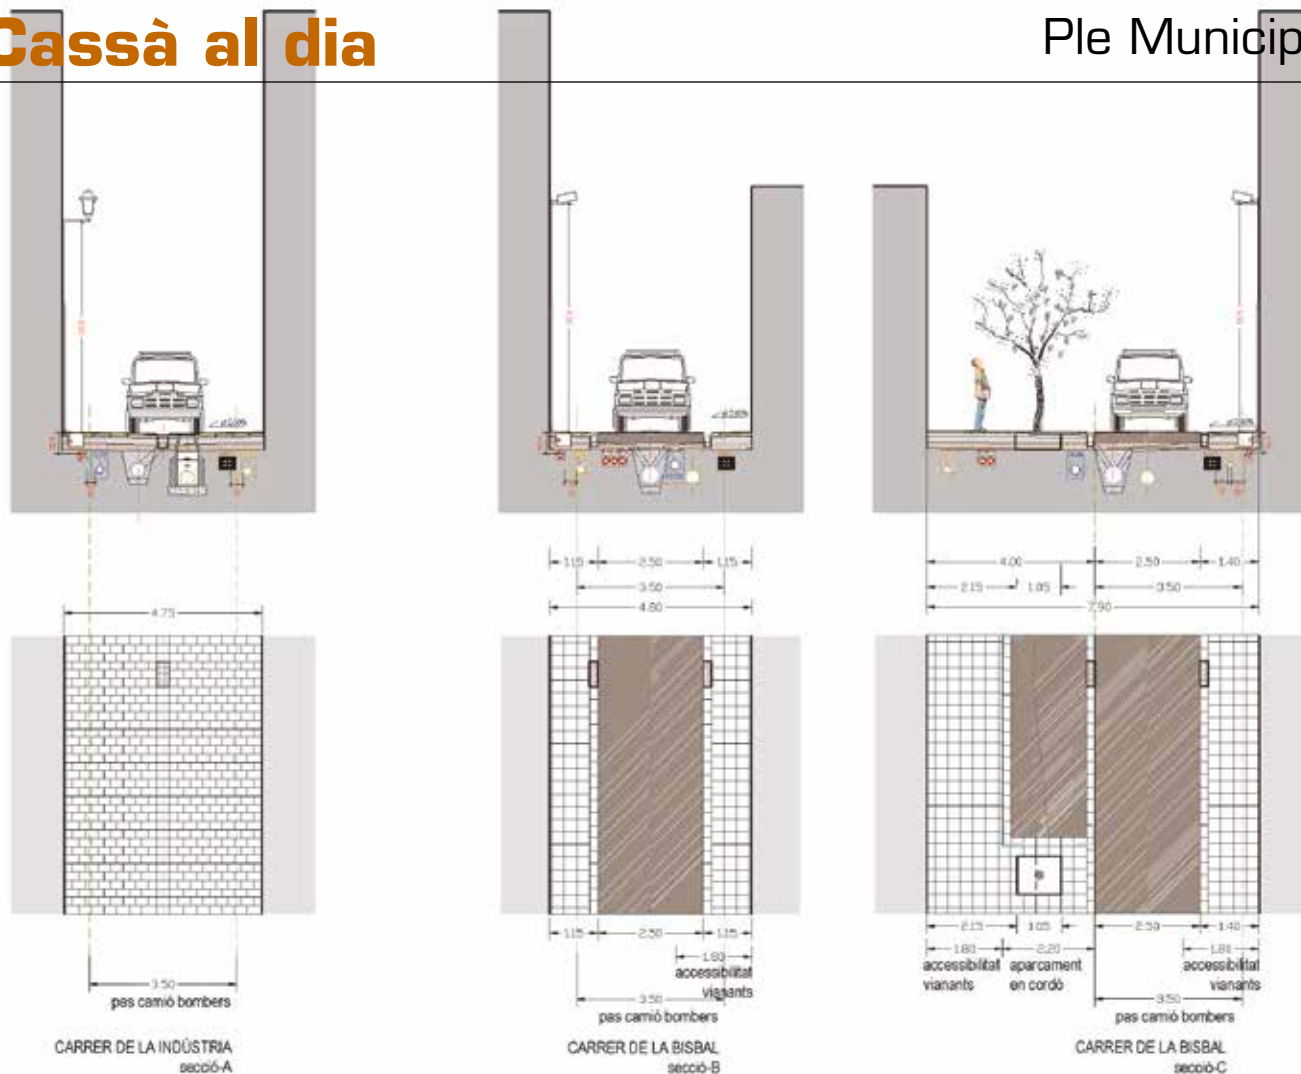 Cassà al dia
Ple Municip
1.15 2.50 1.15
3.50
4.80
4.00 2.50 1.40
2.15 1.05 3.50
7.90
4.75
1.15 2.50 1.15
1.80
accessibilitat
vianants
3.50
pas camió bombers
3.50
pas camió bombers
2.15 1.05 2.50 1.40
1.80 2.20 1.80
accessibilitat
vianants
aparcament
en cordó
accessibilitat
vianants
3.50
pas camió bombers
CARRER DE LA INDÚSTRIA
secció-A
CARRER DE LA BISBAL
secció-B
CARRER DE LA BISBAL
secció-C